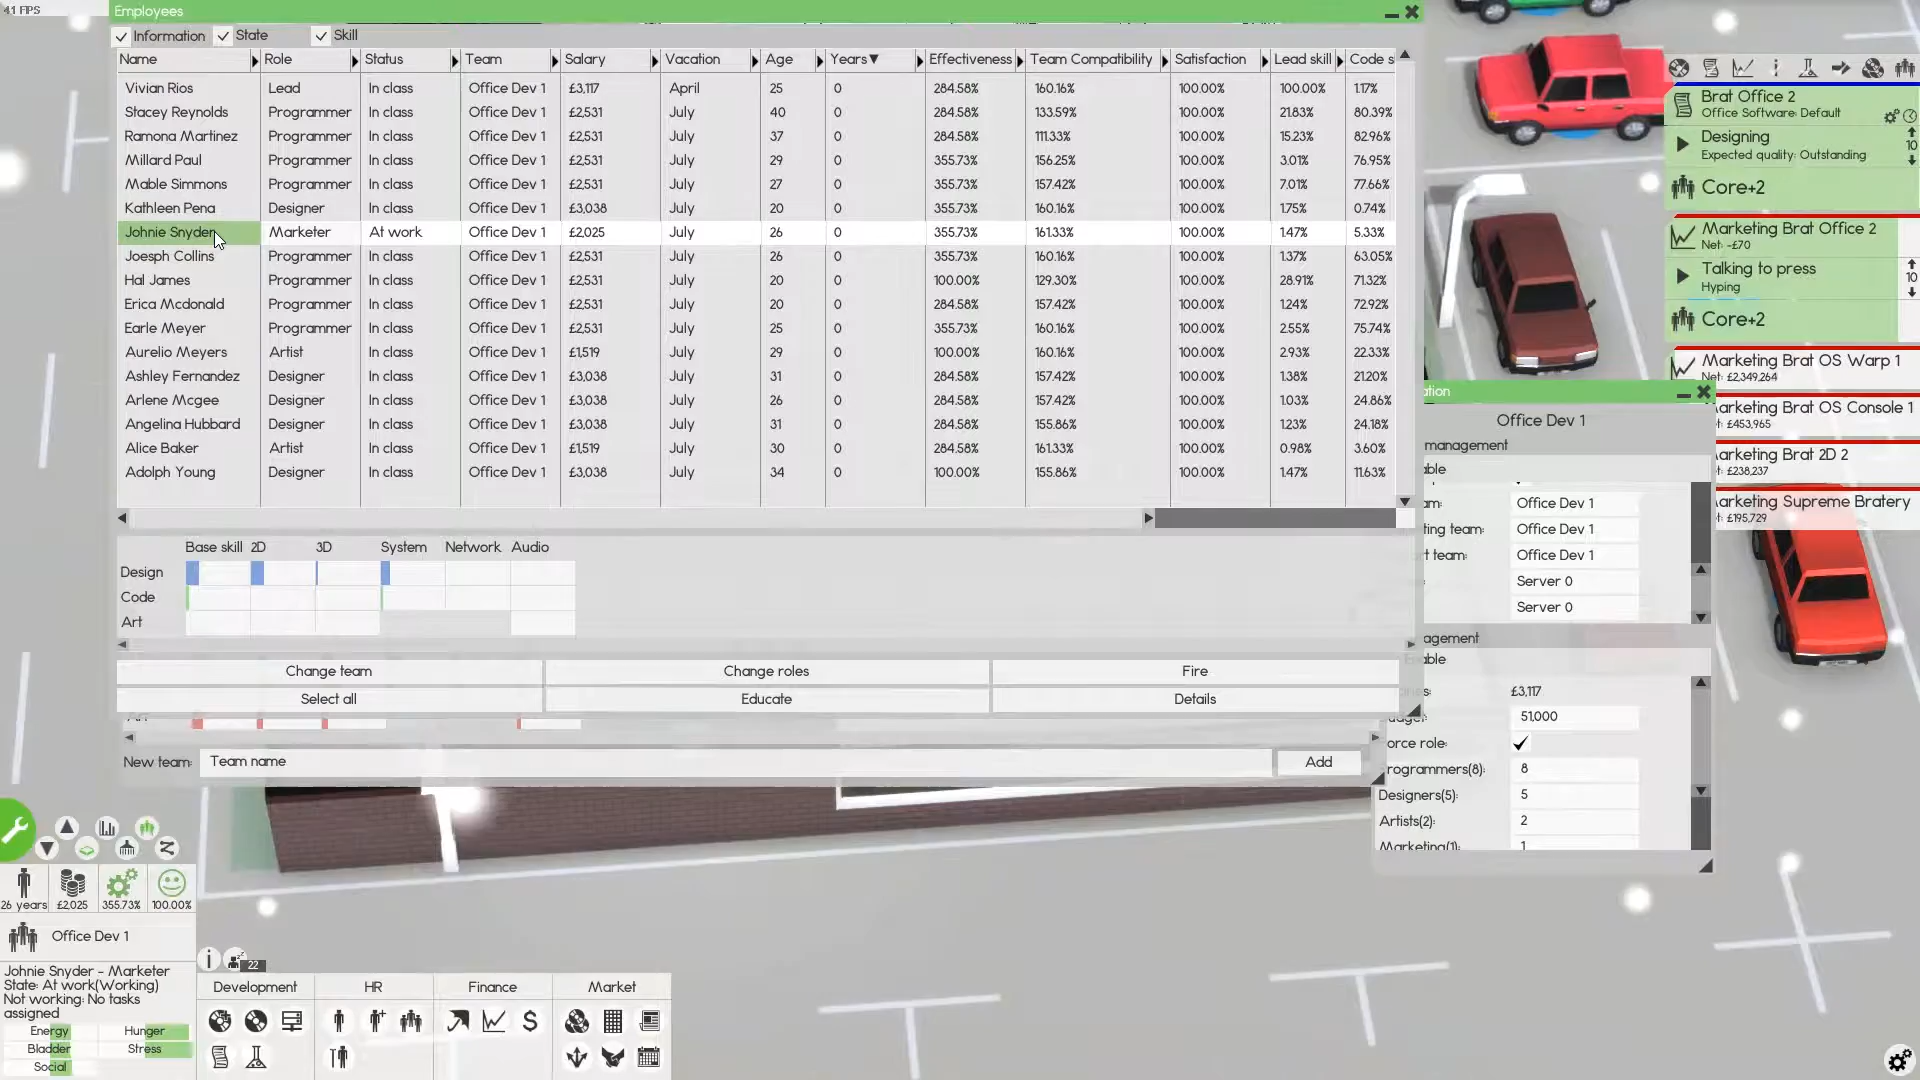 41 FPS
Employees
Information State Skill
Name Role Status Team Salary Vacation Age Years Effectiveness Team Compatibility Satisfaction Lead skill Code s
Vivian Rios Lead In class Office Dev 1 £3,117 April 25 0 284.58% 160.16% 100.00% 100.00% 1.17%
Stacey Reynolds Programmer In class Office Dev 1 £2,531 July 40 0 284.58% 133.59% 100.00% 21.83% 80.39%
Ramona Martinez Programmer In class Office Dev 1 £2,531 July 37 0 284.58% 111.33% 100.00% 15.23% 82.96%
Millard Paul Programmer In class Office Dev 1 £2,531 July 29 0 355.73% 156.25% 100.00% 3.01% 76.95%
Mable Simmons Programmer In class Office Dev 1 £2,531 July 27 0 355.73% 157.42% 100.00% 7.01% 77.66%
Kathleen Pena Designer In class Office Dev 1 £3,038 July 20 0 355.73% 160.16% 100.00% 1.75% 0.74%
Johnie Snyder Marketer At work Office Dev 1 £2,025 July 26 0 355.73% 161.33% 100.00% 1.47% 5.33%
Joesph Collins Programmer In class Office Dev 1 £2,531 July 26 0 355.73% 160.16% 100.00% 1.37% 63.05%
Hal James Programmer In class Office Dev 1 £2,531 July 20 0 100.00% 129.30% 100.00% 28.91% 71.32%
Erica Mcdonald Programmer In class Office Dev 1 £2,531 July 20 0 284.58% 157.42% 100.00% 1.24% 72.92%
Earle Meyer Programmer In class Office Dev 1 £2,531 July 25 0 355.73% 160.16% 100.00% 2.55% 75.74%
Aurelio Meyers Artist In class Office Dev 1 £1,519 July 29 0 100.00% 160.16% 100.00% 2.93% 22.33%
Ashley Fernandez Designer In class Office Dev 1 £3,038 July 31 0 284.58% 157.42% 100.00% 1.38% 21.20%
Arlene Mcgee Designer In class Office Dev 1 £3,038 July 26 0 284.58% 157.42% 100.00% 1.03% 24.86%
Angelina Hubbard Designer In class Office Dev 1 £3,038 July 31 0 284.58% 155.86% 100.00% 1.23% 24.18%
Alice Baker Artist In class Office Dev 1 £1,519 July 30 0 284.58% 161.33% 100.00% 0.98% 3.60%
Adolph Young Designer In class Office Dev 1 £3,038 July 34 0 100.00% 155.86% 100.00% 1.47% 11.63%
Base skill 2D 3D System Network Audio
Design
Code
Art
Change team Change roles Fire
Select all Educate Details
New team: Team name Add
Brat Office 2
Office Software: Default
Designing
Expected quality: Outstanding
10
Core+2
Marketing Brat Office 2
Net: -£70
Talking to press
Hyping
10
Core+2
Marketing Brat OS Warp 1
Net: £2,349,264
arketing Brat OS Console 1
t: £453,965
arketing Brat 2D 2
t: £238,237
arketing Supreme Bratery
t: £195,729
ation
Office Dev 1
management
able
am: Office Dev 1
ting team: Office Dev 1
rt team: Office Dev 1
Server 0
Server 0
agement
able
£3,117
51,000
orce role:
rogrammers(8): 8
Designers(5): 5
Artists(2): 2
Marketing(1): 1
26 years £2,025 355.73% 100.00%
Office Dev 1
Johnie Snyder - Marketer
State: At work(Working)
Not working: No tasks
assigned
Energy Hunger
Bladder Stress
Social
22
Development HR Finance Market